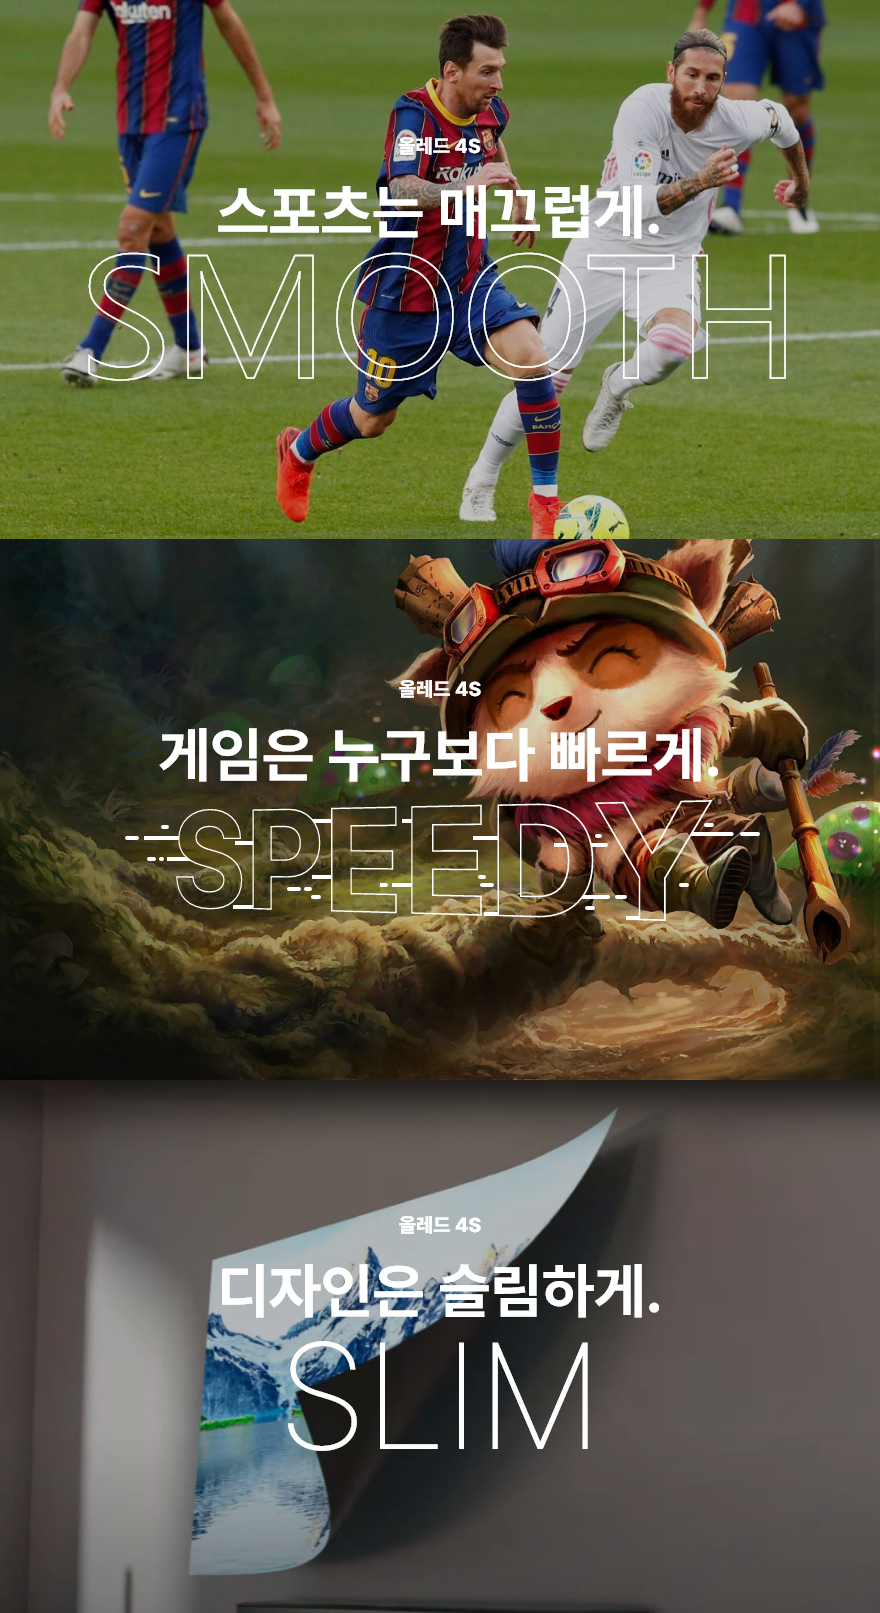 Rakuten
올레드 4S
Rakuten
스포츠는 매끄럽게.
SMOOTH
10
BARÇA
올레드 4S
게임은 누구보다 빠르게.
SPEEDY
올레드 4S
디자인은 슬림하게.
SLIM